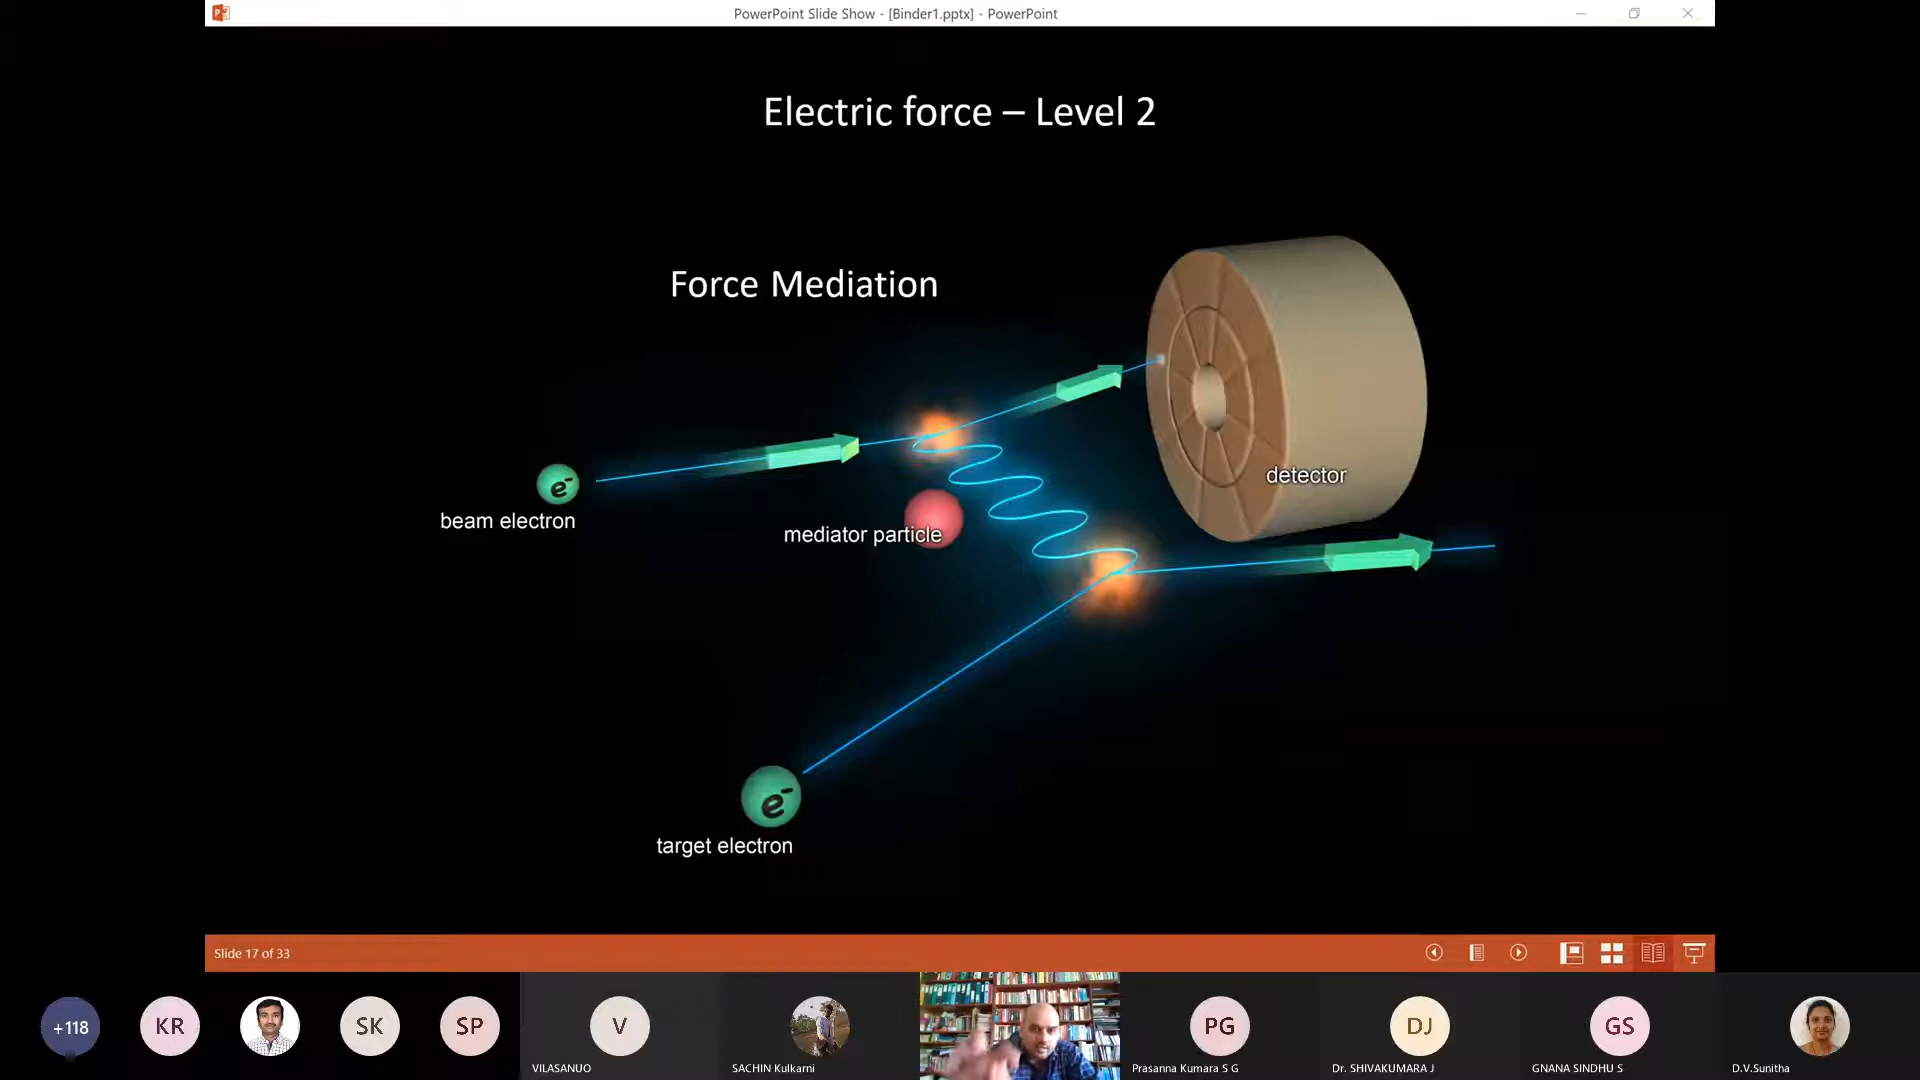 PowerPoint Slide Show - [Binder1.pptx] - PowerPoint
Electric force – Level 2
Force Mediation
detector
e-
beam electron
mediator particle
e-
target electron
Slide 17 of 33
+118
KR
SK
SP
V
PG
DJ
GS
VILASANUO
SACHIN Kulkarni
Prasanna Kumara S G
Dr. SHIVAKUMARA J
GNANA SINDHU S
D.V.Sunitha